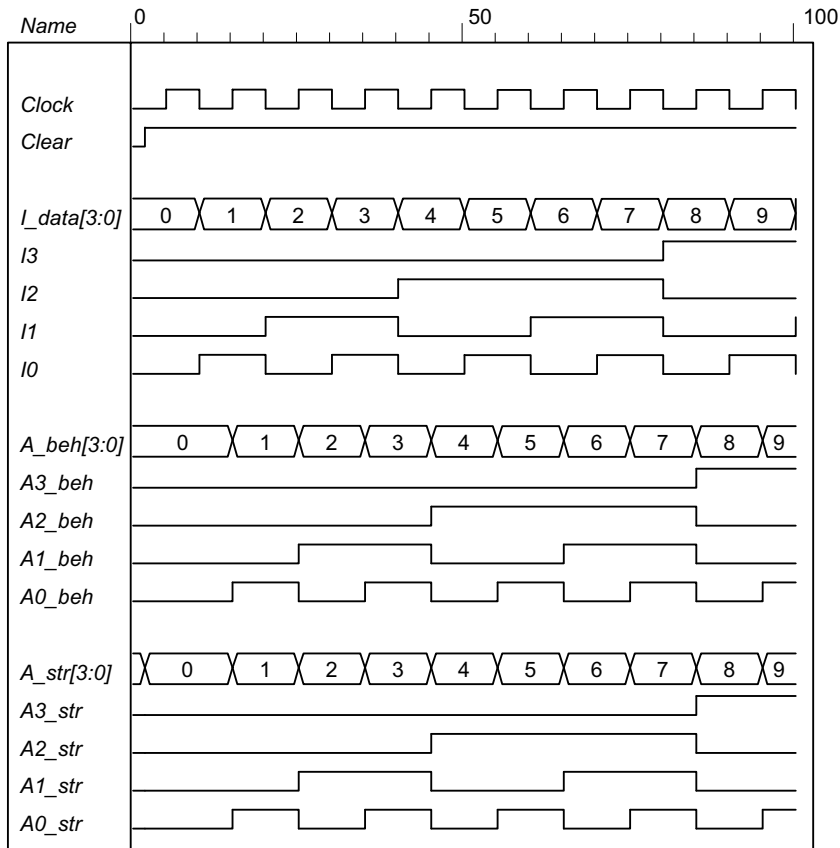 Name 0 50 100
Clock
Clear
I_data[3:0] 0 1 2 3 4 5 6 7 8 9
I3
I2
I1
I0
A_beh[3:0] 0 1 2 3 4 5 6 7 8 9
A3_beh
A2_beh
A1_beh
A0_beh
A_str[3:0] 0 1 2 3 4 5 6 7 8 9
A3_str
A2_str
A1_str
A0_str